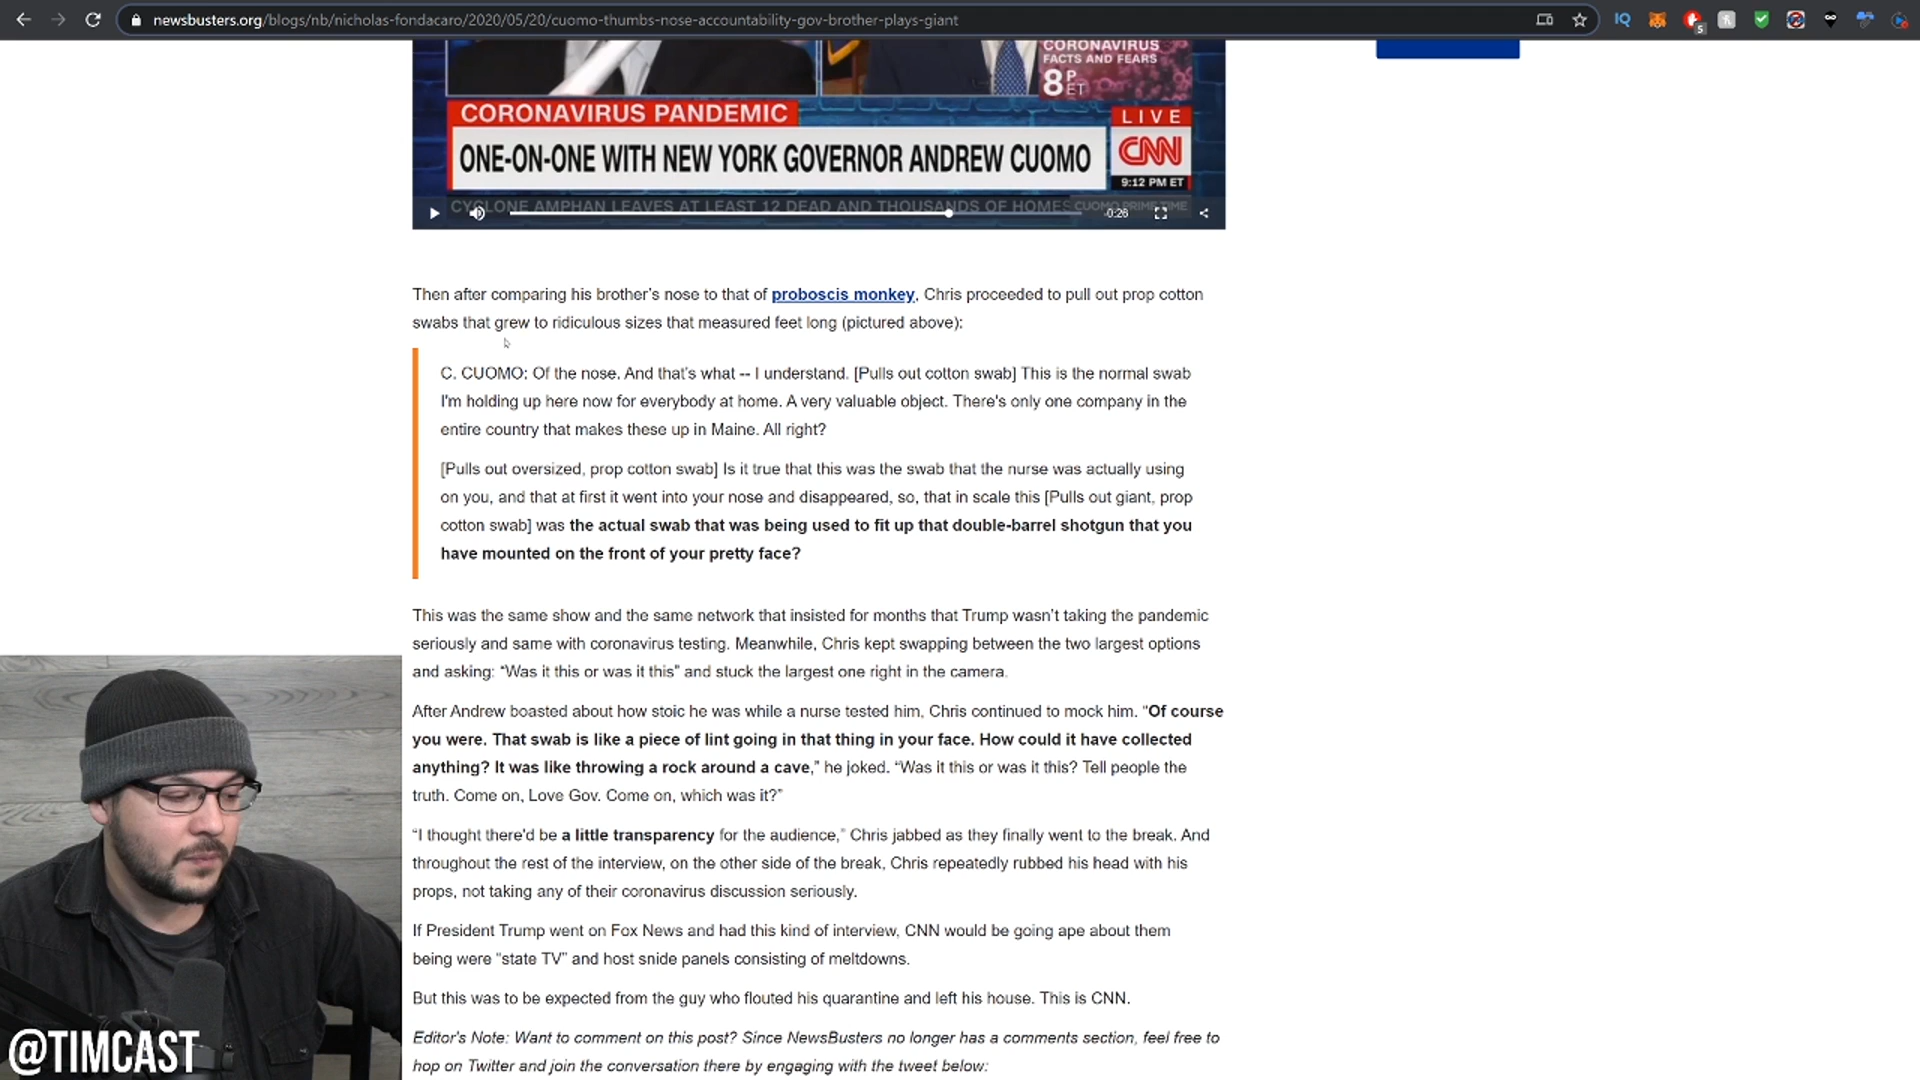 newsbusters.org/blogs/nb/nicholas-fondacaro/2020/05/20/cuomo-thumbs-nose-accountability-gov-brother-plays-giant
IQ
5
CORONAVIRUS
FACTS AND FEARS
8 P ET
CORONAVIRUS PANDEMIC
LIVE
ONE-ON-ONE WITH NEW YORK GOVERNOR ANDREW CUOMO
CNN
9:12 PM ET
CYCLONE AMPHAN LEAVES AT LEAST 12 DEAD AND THOUSANDS OF HOMES
CUOMO PRIME TIME
-0:26
Then after comparing his brother's nose to that of proboscis monkey, Chris proceeded to pull out prop cotton
swabs that grew to ridiculous sizes that measured feet long (pictured above):
C. CUOMO: Of the nose. And that's what -- I understand. [Pulls out cotton swab] This is the normal swab
I'm holding up here now for everybody at home. A very valuable object. There's only one company in the
entire country that makes these up in Maine. All right?
[Pulls out oversized, prop cotton swab] Is it true that this was the swab that the nurse was actually using
on you, and that at first it went into your nose and disappeared, so, that in scale this [Pulls out giant, prop
cotton swab] was the actual swab that was being used to fit up that double-barrel shotgun that you
have mounted on the front of your pretty face?
This was the same show and the same network that insisted for months that Trump wasn't taking the pandemic
seriously and same with coronavirus testing. Meanwhile, Chris kept swapping between the two largest options
and asking: “Was it this or was it this” and stuck the largest one right in the camera.
After Andrew boasted about how stoic he was while a nurse tested him, Chris continued to mock him. “Of course
you were. That swab is like a piece of lint going in that thing in your face. How could it have collected
anything? It was like throwing a rock around a cave,” he joked. “Was it this or was it this? Tell people the
truth. Come on, Love Gov. Come on, which was it?”
“I thought there'd be a little transparency for the audience,” Chris jabbed as they finally went to the break. And
throughout the rest of the interview, on the other side of the break, Chris repeatedly rubbed his head with his
props, not taking any of their coronavirus discussion seriously.
If President Trump went on Fox News and had this kind of interview, CNN would be going ape about them
being were “state TV” and host snide panels consisting of meltdowns.
But this was to be expected from the guy who flouted his quarantine and left his house. This is CNN.
Editor's Note: Want to comment on this post? Since NewsBusters no longer has a comments section, feel free to
hop on Twitter and join the conversation there by engaging with the tweet below:
@TIMCAST